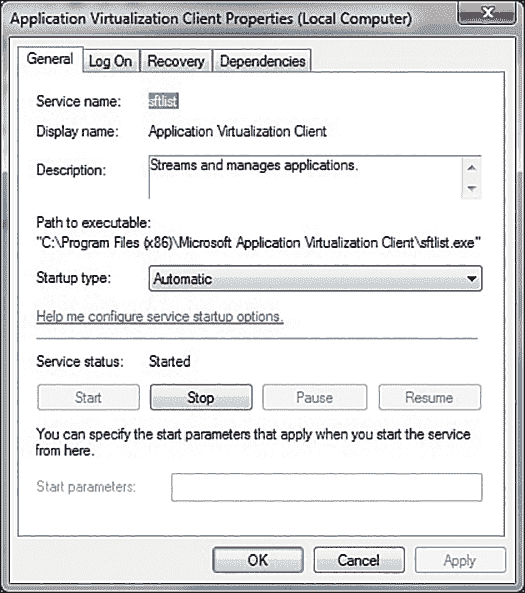 Application Virtualization Client Properties (Local Computer)
General Log On Recovery Dependencies
Service name: sftlist
Display name: Application Virtualization Client
Description: Streams and manages applications.
Path to executable:
"C:\Program Files (x86)\Microsoft Application Virtualization Client\sftlist.exe"
Startup type: Automatic
Help me configure service startup options.
Service status: Started
Start Stop Pause Resume
You can specify the start parameters that apply when you start the service
from here.
Start parameters:
OK Cancel Apply